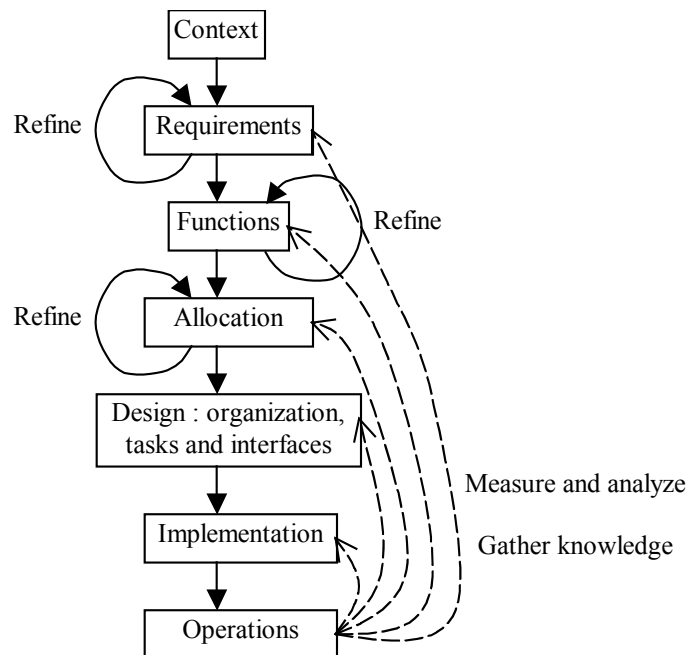 Context
Refine
Requirements
Functions
Refine
Refine
Allocation
Design : organization,
tasks and interfaces
Measure and analyze
Implementation
Gather knowledge
Operations